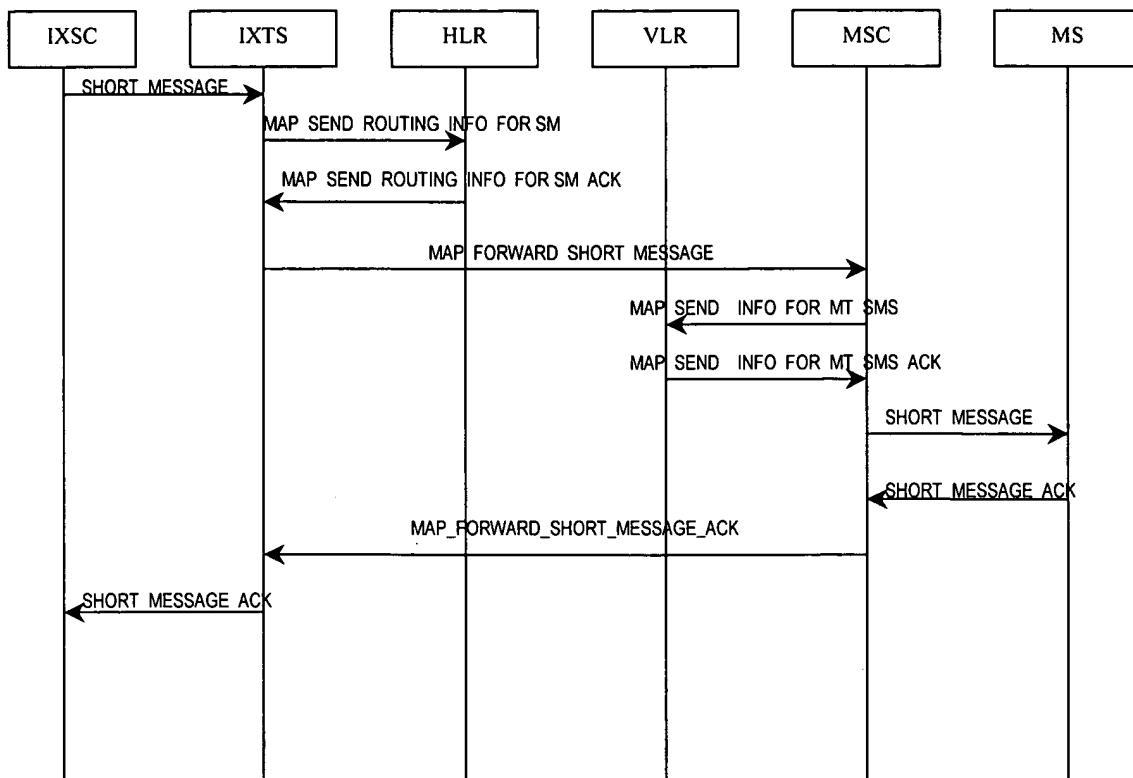 IXSC IXTS HLR VLR MSC MS
SHORT MESSAGE
MAP SEND ROUTING INFO FOR SM
MAP SEND ROUTING INFO FOR SM ACK
MAP FORWARD SHORT MESSAGE
MAP SEND INFO FOR MT SMS
MAP SEND INFO FOR MT SMS ACK
SHORT MESSAGE
SHORT MESSAGE ACK
MAP_FORWARD_SHORT_MESSAGE_ACK
SHORT MESSAGE ACK